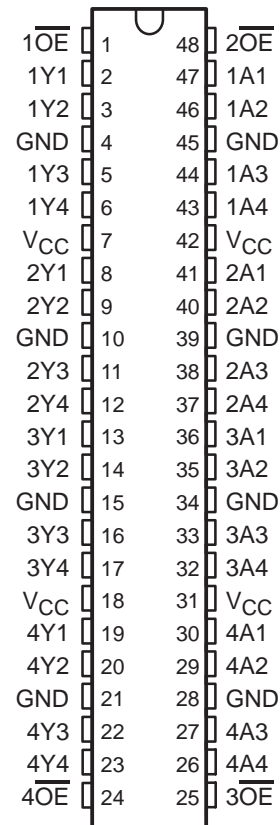 1O̅E̅ 1 48 2O̅E̅
1Y1 2 47 1A1
1Y2 3 46 1A2
GND 4 45 GND
1Y3 5 44 1A3
1Y4 6 43 1A4
VCC 7 42 VCC
2Y1 8 41 2A1
2Y2 9 40 2A2
GND 10 39 GND
2Y3 11 38 2A3
2Y4 12 37 2A4
3Y1 13 36 3A1
3Y2 14 35 3A2
GND 15 34 GND
3Y3 16 33 3A3
3Y4 17 32 3A4
VCC 18 31 VCC
4Y1 19 30 4A1
4Y2 20 29 4A2
GND 21 28 GND
4Y3 22 27 4A3
4Y4 23 26 4A4
4O̅E̅ 24 25 3O̅E̅